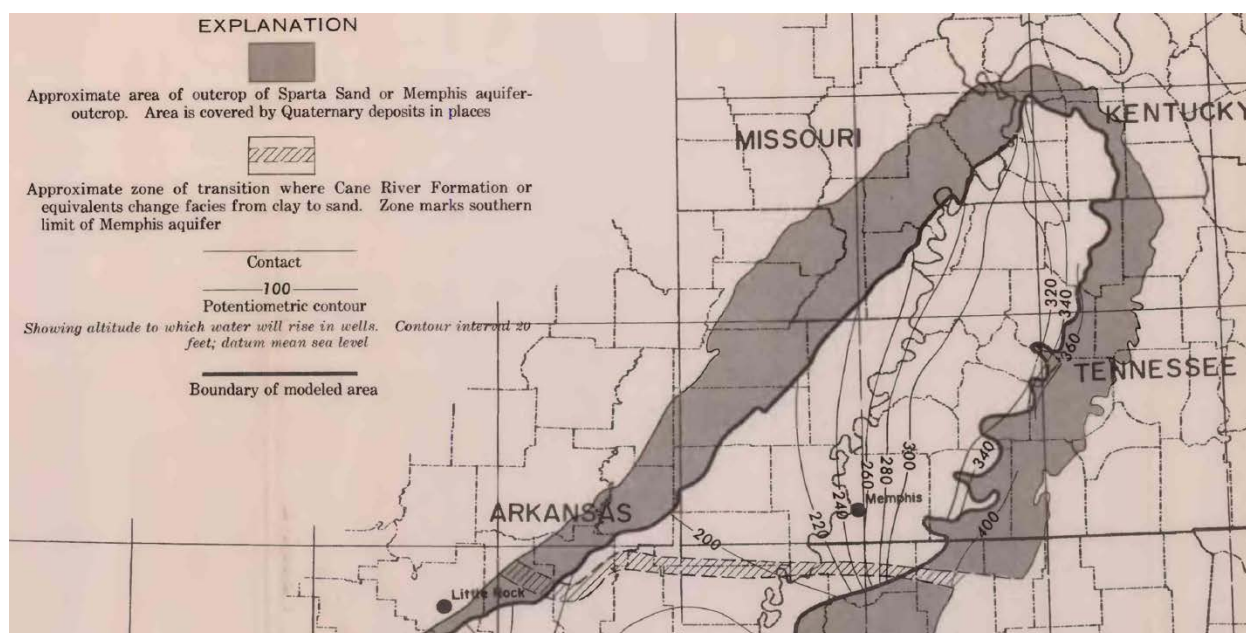 EXPLANATION
Approximate area of outcrop of Sparta Sand or Memphis aquifer-
outcrop. Area is covered by Quaternary deposits in places
Approximate zone of transition where Cane River Formation or
equivalents change facies from clay to sand. Zone marks southern
limit of Memphis aquifer
Contact
100
Potentiometric contour
Showing altitude to which water will rise in wells. Contour interval 20
feet; datum mean sea level
Boundary of modeled area
MISSOURI
KENTUCKY
320
340
360
TENNESSEE
340
300
280
260
240
220
Memphis
400
ARKANSAS
200
Little Rock